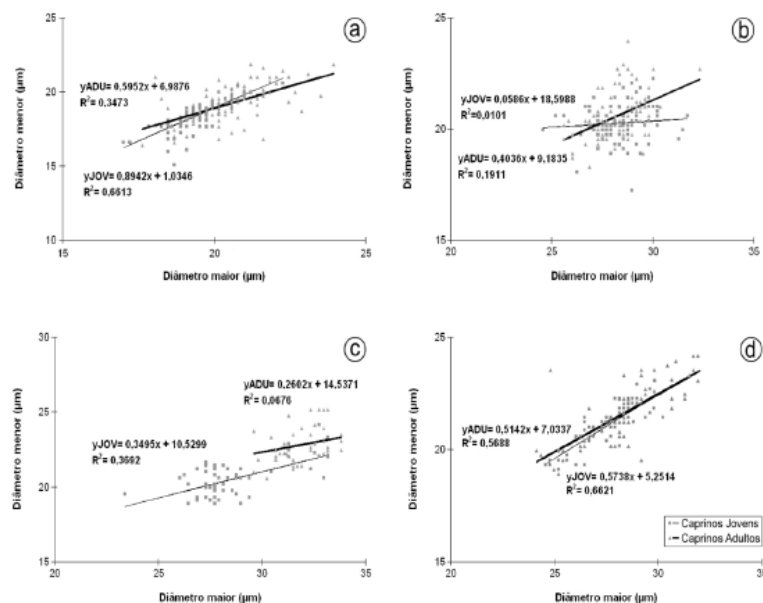 a
Diâmetro menor (µm)
25
20
15
10
yADU= 0,5952x + 6,9876
R²= 0,3473
yJOV= 0,8942x + 1,0346
R²= 0,6613
15
20
25
Diâmetro maior (µm)
b
Diâmetro menor (µm)
25
20
15
yJOV= 0,0586x + 18,5988
R²=0,0101
yADU= 0,4036x + 9,1835
R²= 0,1911
20
25
30
35
Diâmetro maior (µm)
c
Diâmetro menor (µm)
30
25
20
15
yADU= 0,2602x + 14,5371
R²= 0,0676
yJOV= 0,3495x + 10,5299
R²= 0,3692
20
25
30
35
Diâmetro maior (µm)
d
Diâmetro menor (µm)
25
20
15
yADU= 0,5142x + 7,0337
R²= 0,5688
yJOV= 0,5738x + 5,2514
R²= 0,6621
Caprinos Jovens
Caprinos Adultos
20
25
30
35
Diâmetro maior (µm)